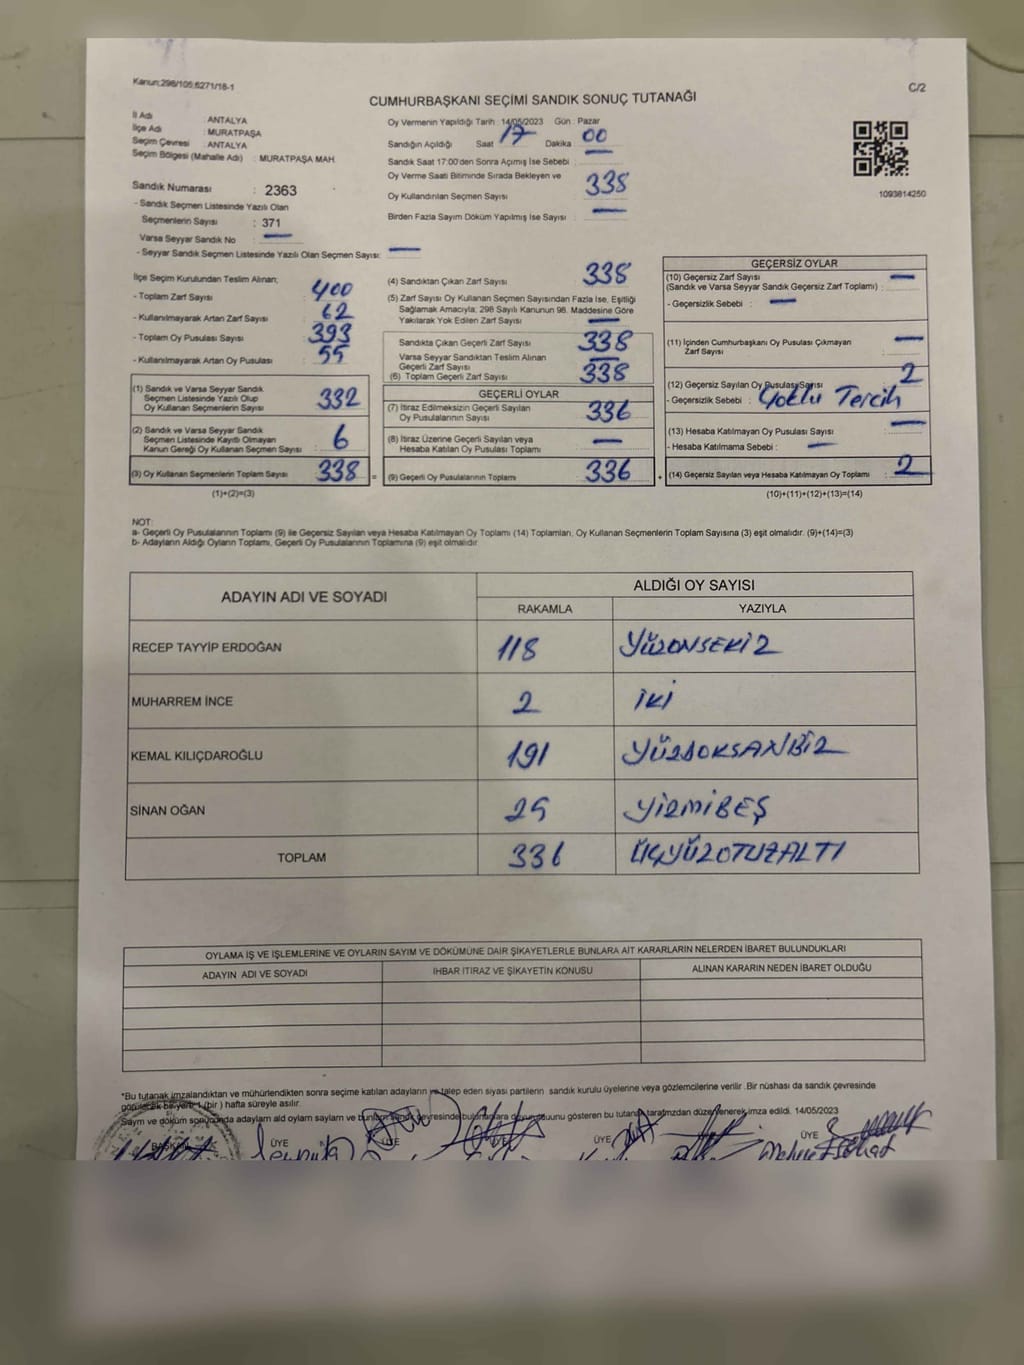 Kanun:298/105;6271/18-1
C/2
CUMHURBAŞKANI SEÇİMİ SANDIK SONUÇ TUTANAĞI
İl Adı : ANTALYA
İlçe Adı : MURATPAŞA
Seçim Çevresi : ANTALYA
Seçim Bölgesi (Mahalle Adı) : MURATPAŞA MAH.
Sandık Numarası : 2363
- Sandık Seçmen Listesinde Yazılı Olan
Seçmenlerin Sayısı : 371
Varsa Seyyar Sandık No —
- Seyyar Sandık Seçmen Listesinde Yazılı Olan Seçmen Sayısı: —
Oy Vermenin Yapıldığı Tarih : 14/05/2023 Gün : Pazar
Sandığın Açıldığı Saat 17 Dakika 00
Sandık Saat 17:00'den Sonra Açımış İse Sebebi : —
Oy Verme Saati Bitiminde Sırada Bekleyen ve
Oy Kullandırılan Seçmen Sayısı 338
Birden Fazla Sayım Döküm Yapılmış İse Sayısı : —
1093814250
İlçe Seçim Kurulundan Teslim Alınan;
- Toplam Zarf Sayısı 400
- Kullanılmayarak Artan Zarf Sayısı : 62
- Toplam Oy Pusulası Sayısı : 393
- Kullanılmayarak Artan Oy Pusulası : 55
(1) Sandık ve Varsa Seyyar Sandık
Seçmen Listesinde Yazılı Olup
Oy Kullanan Seçmenlerin Sayısı 332
(2) Sandık ve Varsa Seyyar Sandık
Seçmen Listesinde Kayıtlı Olmayan
Kanun Gereği Oy Kullanan Seçmen Sayısı 6
(3) Oy Kullanan Seçmenlerin Toplam Sayısı 338 =
(1)+(2)=(3)
(4) Sandıktan Çıkan Zarf Sayısı 338
(5) Zarf Sayısı Oy Kullanan Seçmen Sayısından Fazla İse, Eşitliği
Sağlamak Amacıyla; 298 Sayılı Kanunun 98. Maddesine Göre
Yakılarak Yok Edilen Zarf Sayısı —
Sandıkta Çıkan Geçerli Zarf Sayısı 338
Varsa Seyyar Sandıktan Teslim Alınan
Geçerli Zarf Sayısı —
(6) Toplam Geçerli Zarf Sayısı 338
GEÇERLİ OYLAR
(7) İtiraz Edilmeksizin Geçerli Sayılan
Oy Pusulalarının Sayısı 336
(8) İtiraz Üzerine Geçerli Sayılan veya
Hesaba Katılan Oy Pusulası Toplamı —
(9) Geçerli Oy Pusulalarının Toplamı 336 +
GEÇERSİZ OYLAR
(10) Geçersiz Zarf Sayısı —
(Sandık ve Varsa Seyyar Sandık Geçersiz Zarf Toplamı) :
- Geçersizlik Sebebi : —
(11) İçinden Cumhurbaşkanı Oy Pusulası Çıkmayan
Zarf Sayısı —
(12) Geçersiz Sayılan Oy Pusulası Sayısı 2
- Geçersizlik Sebebi : Çoklu Tercih
(13) Hesaba Katılmayan Oy Pusulası Sayısı —
- Hesaba Katılmama Sebebi : —
(14) Geçersiz Sayılan veya Hesaba Katılmayan Oy Toplamı 2
(10)+(11)+(12)+(13)=(14)
NOT:
a- Geçerli Oy Pusulalarının Toplamı (9) ile Geçersiz Sayılan veya Hesaba Katılmayan Oy Toplamı (14) Toplamları, Oy Kullanan Seçmenlerin Toplam Sayısına (3) eşit olmalıdır. (9)+(14)=(3)
b- Adayların Aldığı Oyların Toplamı, Geçerli Oy Pusulalarının Toplamına (9) eşit olmalıdır.
ADAYIN ADI VE SOYADI
ALDIĞI OY SAYISI
RAKAMLA YAZIYLA
RECEP TAYYİP ERDOĞAN 118 YÜZONSEKİZ
MUHARREM İNCE 2 İKİ
KEMAL KILIÇDAROĞLU 191 YÜZDOKSANBİR
SİNAN OĞAN 25 YİRMİBEŞ
TOPLAM 336 ÜÇYÜZOTUZALTI
OYLAMA İŞ VE İŞLEMLERİNE VE OYLARIN SAYIM VE DÖKÜMÜNE DAİR ŞİKAYETLERLE BUNLARA AİT KARARLARIN NELERDEN İBARET BULUNDUKLARI
ADAYIN ADI VE SOYADI İHBAR İTİRAZ VE ŞİKAYETİN KONUSU ALINAN KARARIN NEDEN İBARET OLDUĞU
*Bu tutanak imzalandıktan ve mühürlendikten sonra seçime katılan adayların ve talep eden siyasi partilerin sandık kurulu üyelerine veya gözlemcilerine verilir .Bir nüshası da sandık çevresinde
görülecek bir yerde 1 (bir ) hafta süreyle asılır.
Sayım ve döküm sonucunda adayların aldı oyların sayların ve bunların sandık çevresinde bulunanlara duyurusunu gösteren bu tutanak tarafımızdan düzenlenerek imza edildi. 14/05/2023
BAŞKAN ÜYE ÜYE ÜYE ÜYE